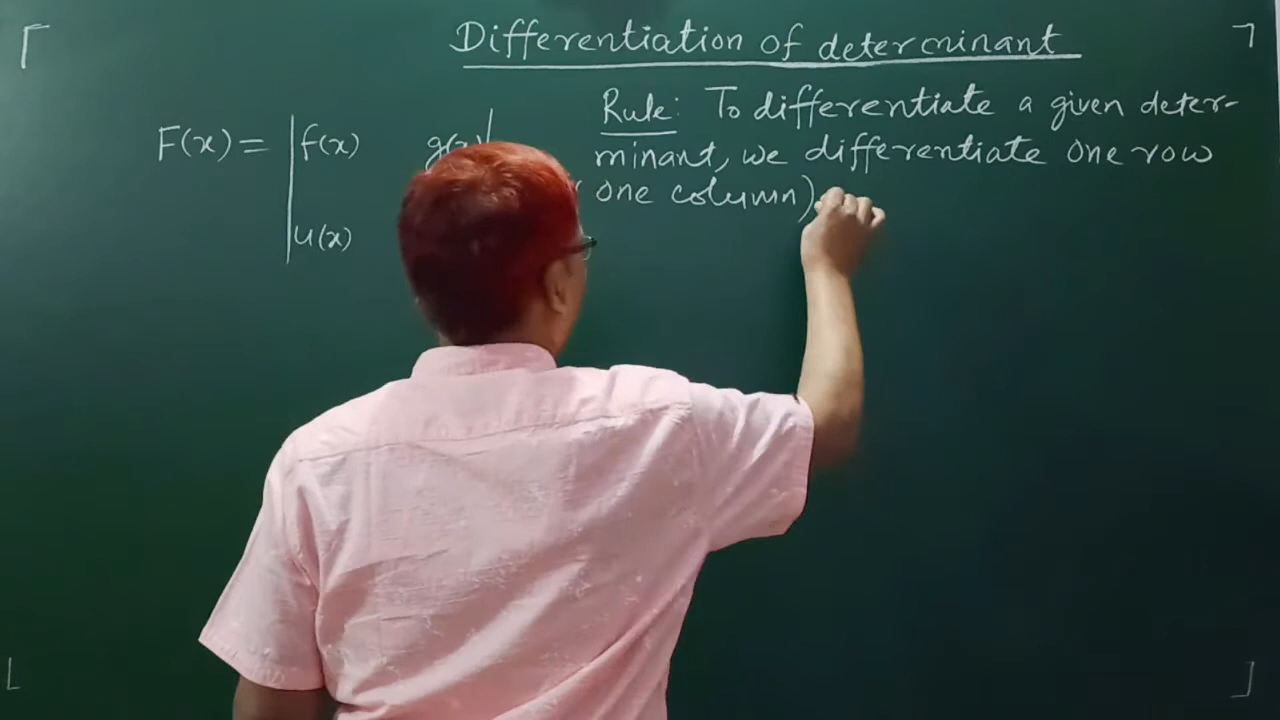 Differentiation of determinant
Rule: To differentiate a given deter-
minant, we differentiate one row
( one column)
F(x) = | f(x) g(x) |
u(x)